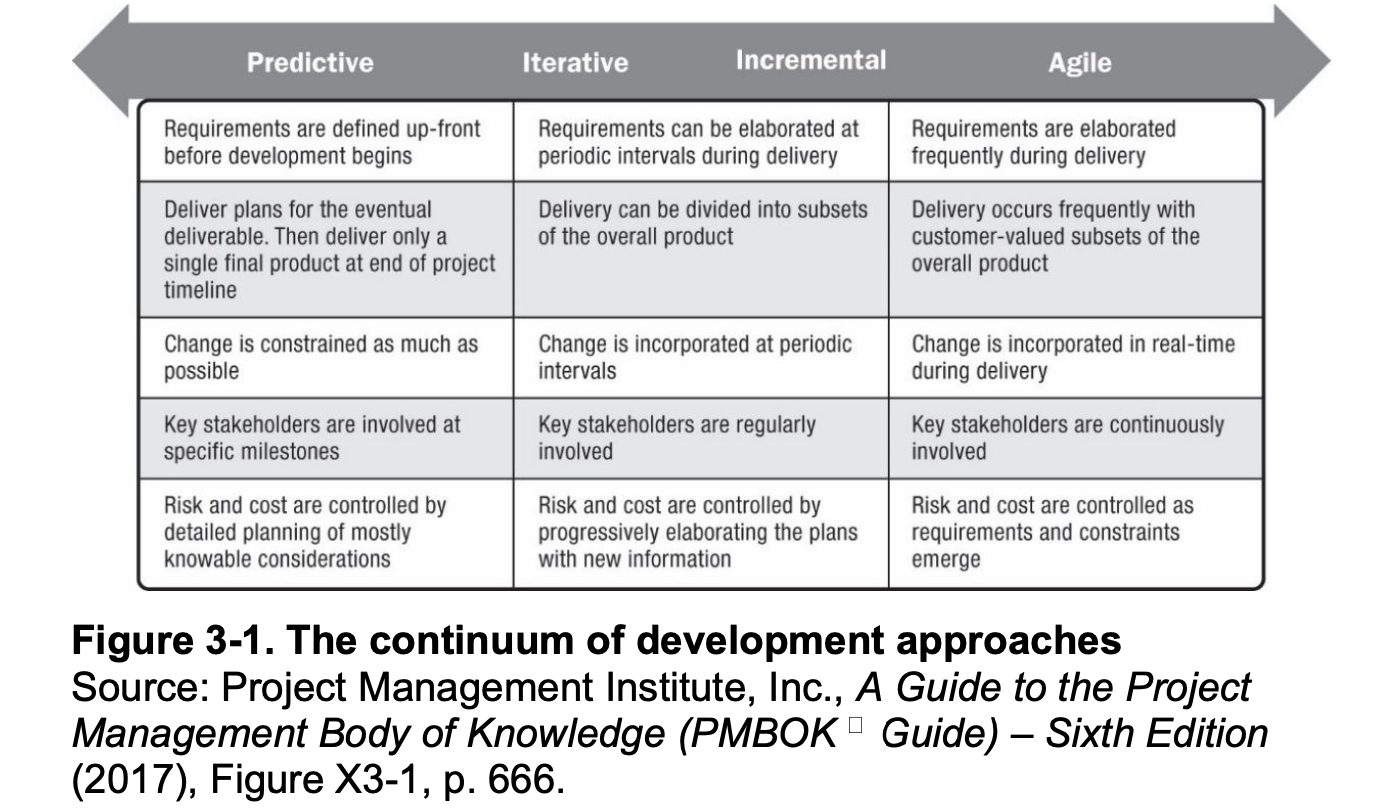 Predictive Iterative Incremental Agile
Requirements are defined up-front
before development begins
Requirements can be elaborated at
periodic intervals during delivery
Requirements are elaborated
frequently during delivery
Deliver plans for the eventual
deliverable. Then deliver only a
single final product at end of project
timeline
Delivery can be divided into subsets
of the overall product
Delivery occurs frequently with
customer-valued subsets of the
overall product
Change is constrained as much as
possible
Change is incorporated at periodic
intervals
Change is incorporated in real-time
during delivery
Key stakeholders are involved at
specific milestones
Key stakeholders are regularly
involved
Key stakeholders are continuously
involved
Risk and cost are controlled by
detailed planning of mostly
knowable considerations
Risk and cost are controlled by
progressively elaborating the plans
with new information
Risk and cost are controlled as
requirements and constraints
emerge
Figure 3-1. The continuum of development approaches
Source: Project Management Institute, Inc., A Guide to the Project
Management Body of Knowledge (PMBOK □ Guide) – Sixth Edition
(2017), Figure X3-1, p. 666.